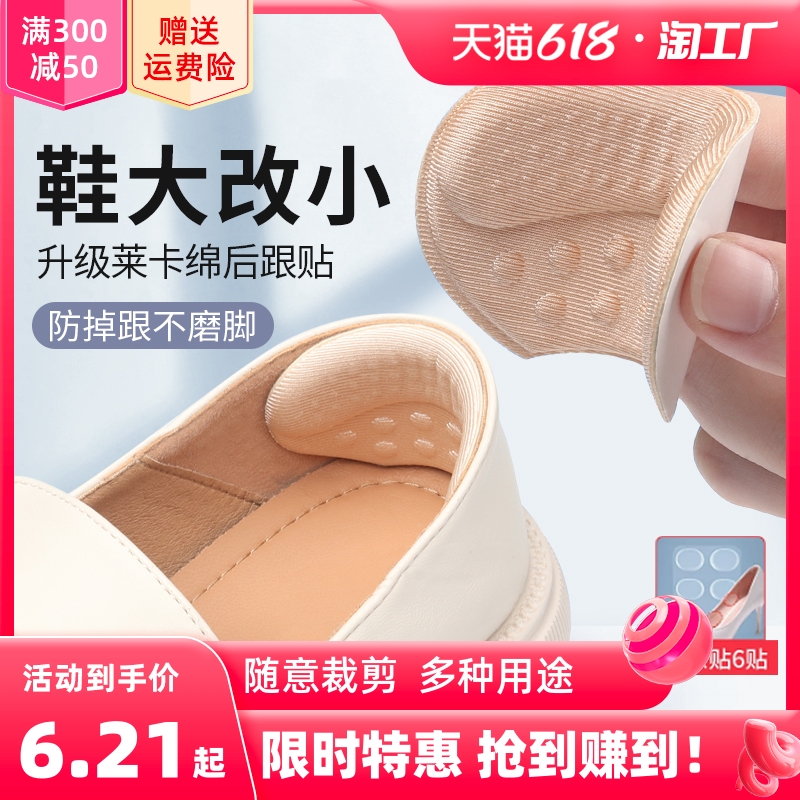 满300
减50
赠送
运费险
天猫618·淘工厂
鞋大改小
升级莱卡绵后跟贴
防掉跟不磨脚
贴6贴
活动到手价
随意裁剪 多种用途
6.21起
限时特惠 抢到赚到!